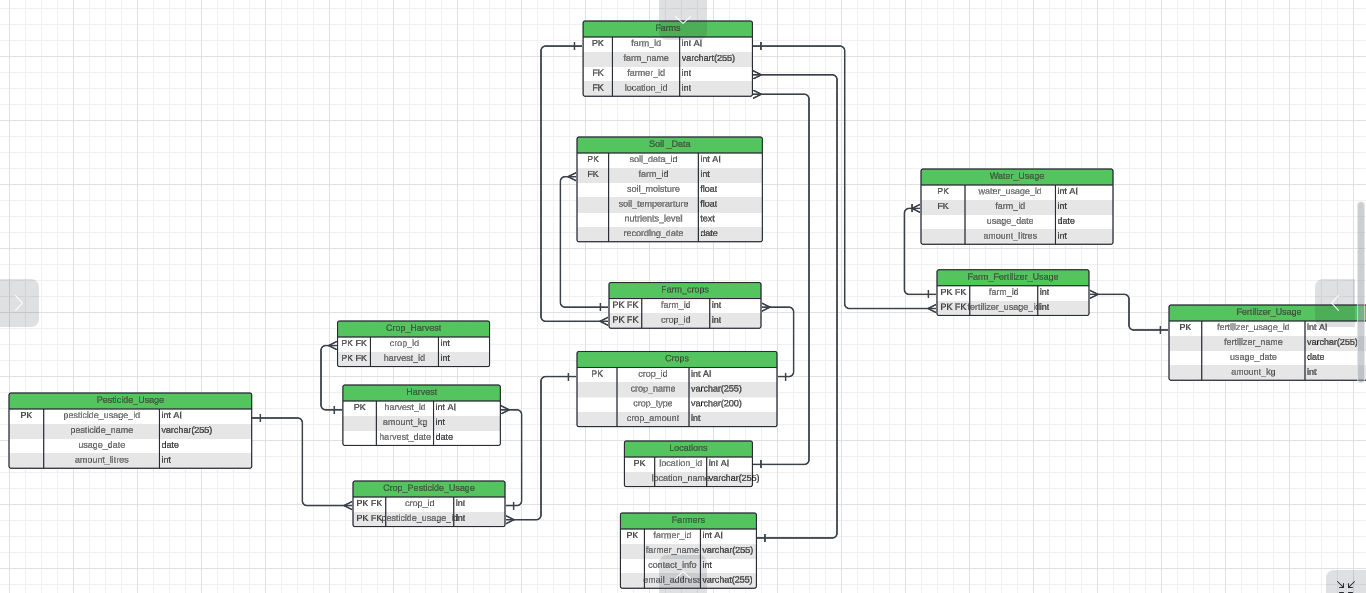 Farms
PK farm_id int AI
farm_name varchart(255)
FK farmer_id int
FK location_id int
Soil _Data
PK soil_data_id int AI
FK farm_id int
soil_moisture float
soil_temperarture float
nutrients_level text
recording_date date
Water_Usage
PK water_usage_id int AI
FK farm_id int
usage_date date
amount_litres int
Farm_crops
PK FK farm_id int
PK FK crop_id int
Farm_Fertilizer_Usage
PK FK farm_id int
PK FK fertilizer_usage_id int
Fertilizer_Usage
PK fertilizer_usage_id int AI
fertilizer_name varchar(255)
usage_date date
amount_kg int
Crop_Harvest
PK FK crop_id int
PK FK harvest_id int
Crops
PK crop_id int AI
crop_name varchar(255)
crop_type varchar(200)
crop_amount int
Harvest
PK harvest_id int AI
amount_kg int
harvest_date date
Pesticide_Usage
PK pesticide_usage_id int AI
pesticide_name varchar(255)
usage_date date
amount_litres int
Locations
PK location_id int AI
location_name varchar(255)
Crop_Pesticide_Usage
PK FK crop_id int
PK FK pesticide_usage_id int
Farmers
PK farmer_id int AI
farmer_name varchar(255)
contact_info int
email_address varchat(255)